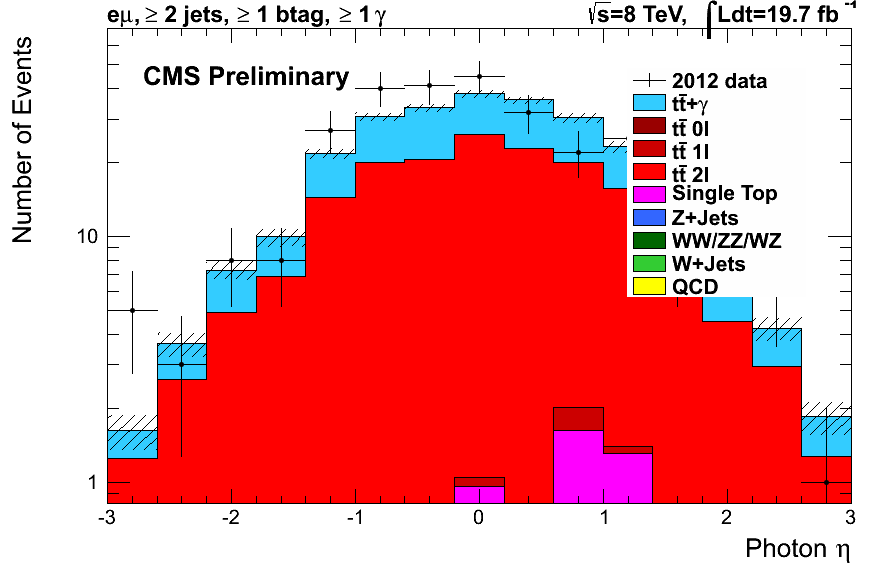 eμ, ≥ 2 jets, ≥ 1 btag, ≥ 1 γ
√s=8 TeV, ∫Ldt=19.7 fb⁻¹
CMS Preliminary
2012 data
tt̄+γ
tt̄ 0l
tt̄ 1l
tt̄ 2l
Single Top
Z+Jets
WW/ZZ/WZ
W+Jets
QCD
Number of Events
10
1
-3 -2 -1 0 1 2 3
Photon η